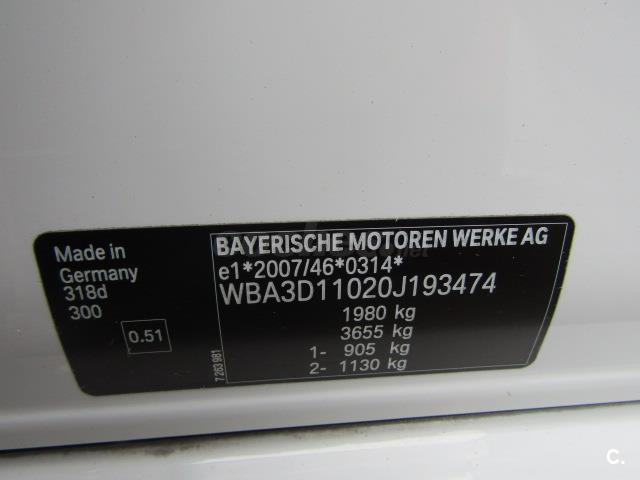 Made in
Germany
318d
300
0.51
7 263 981
BAYERISCHE MOTOREN WERKE AG
e1*2007/46*0314*
WBA3D11020J193474
1980 kg
3655 kg
1- 905 kg
2- 1130 kg
C.